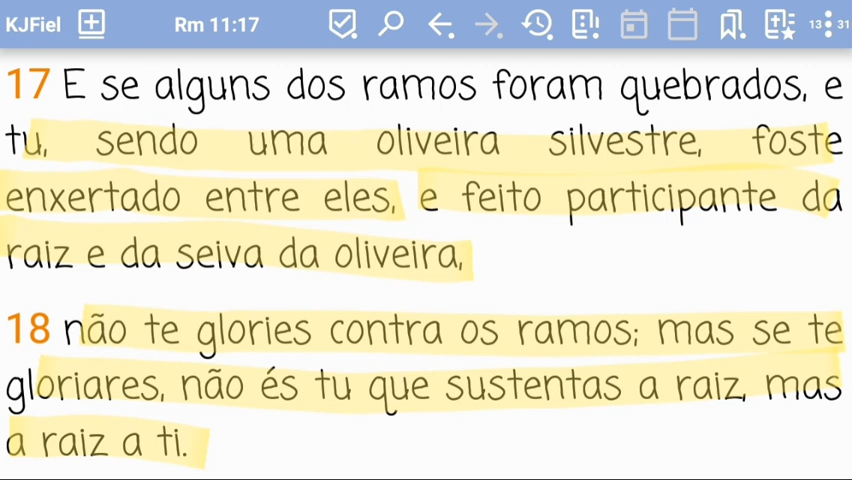 KJFiel Rm 11:17 13 31
17 E se alguns dos ramos foram quebrados, e
tu, sendo uma oliveira silvestre, foste
enxertado entre eles, e feito participante da
raiz e da seiva da oliveira,
18 não te glories contra os ramos; mas se te
gloriares, não és tu que sustentas a raiz, mas
a raiz a ti.